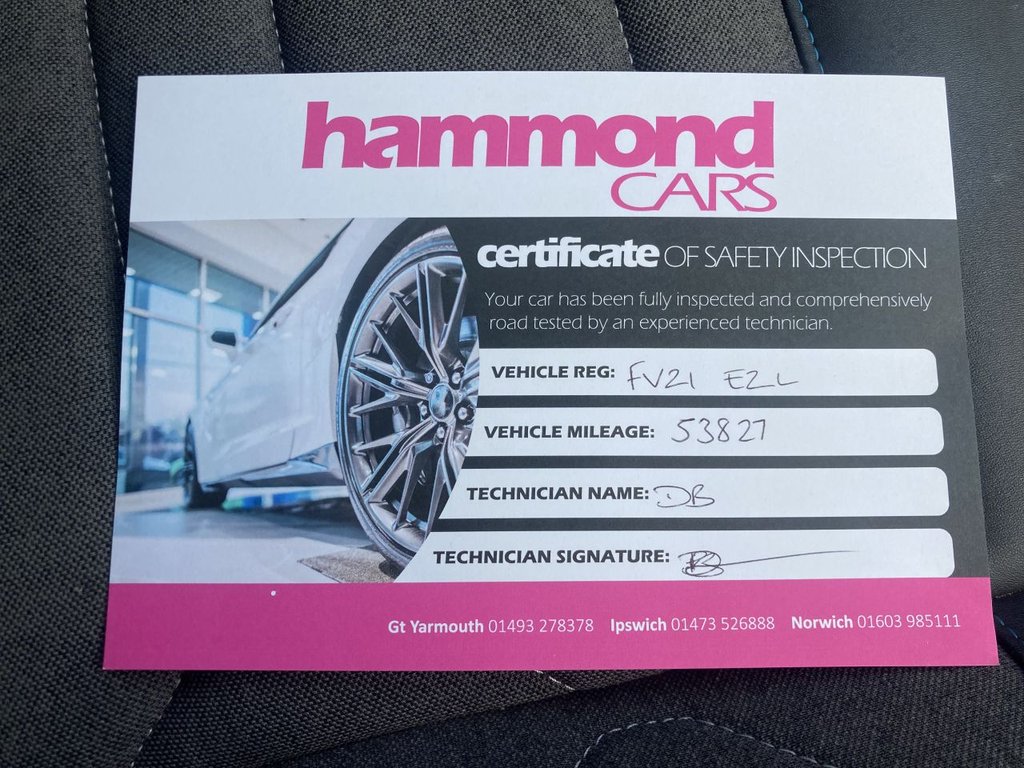 hammond
CARS
certificate OF SAFETY INSPECTION
Your car has been fully inspected and comprehensively
road tested by an experienced technician.
VEHICLE REG: FV21 EZL
VEHICLE MILEAGE: 53827
TECHNICIAN NAME: DB
TECHNICIAN SIGNATURE:
Gt Yarmouth 01493 278378 Ipswich 01473 526888 Norwich 01603 985111